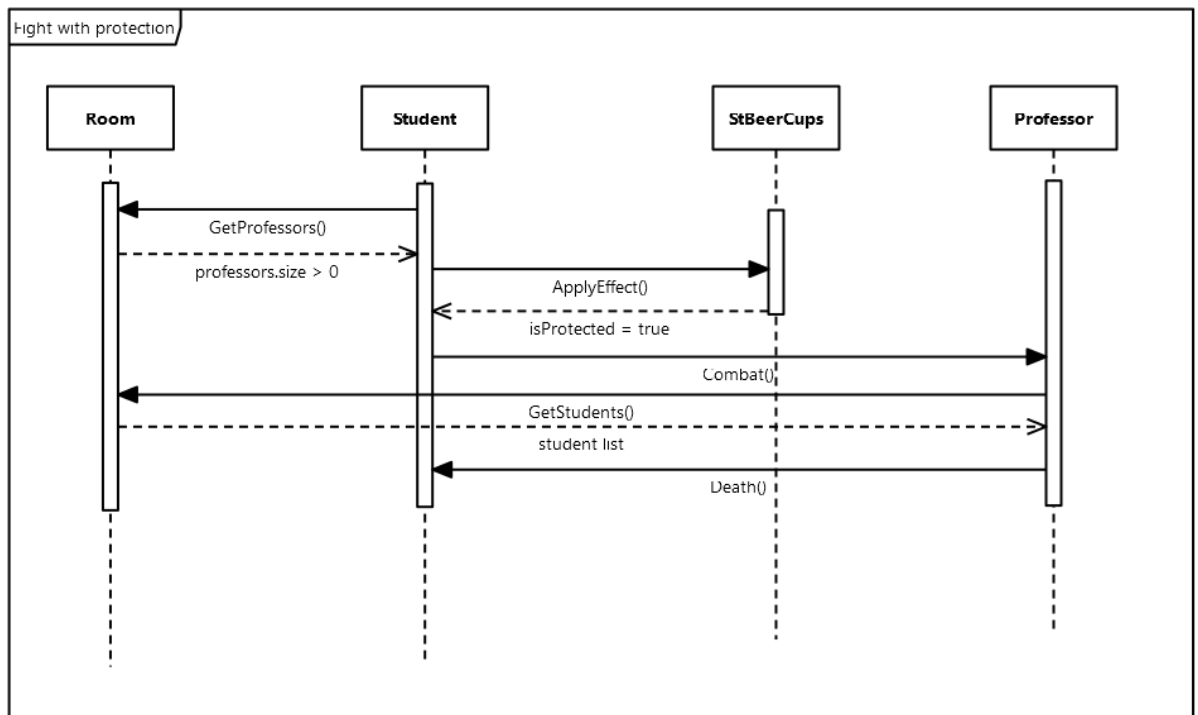 Fight with protection
Room
Student
StBeerCups
Professor
GetProfessors()
professors.size > 0
ApplyEffect()
isProtected = true
Combat()
GetStudents()
student list
Death()